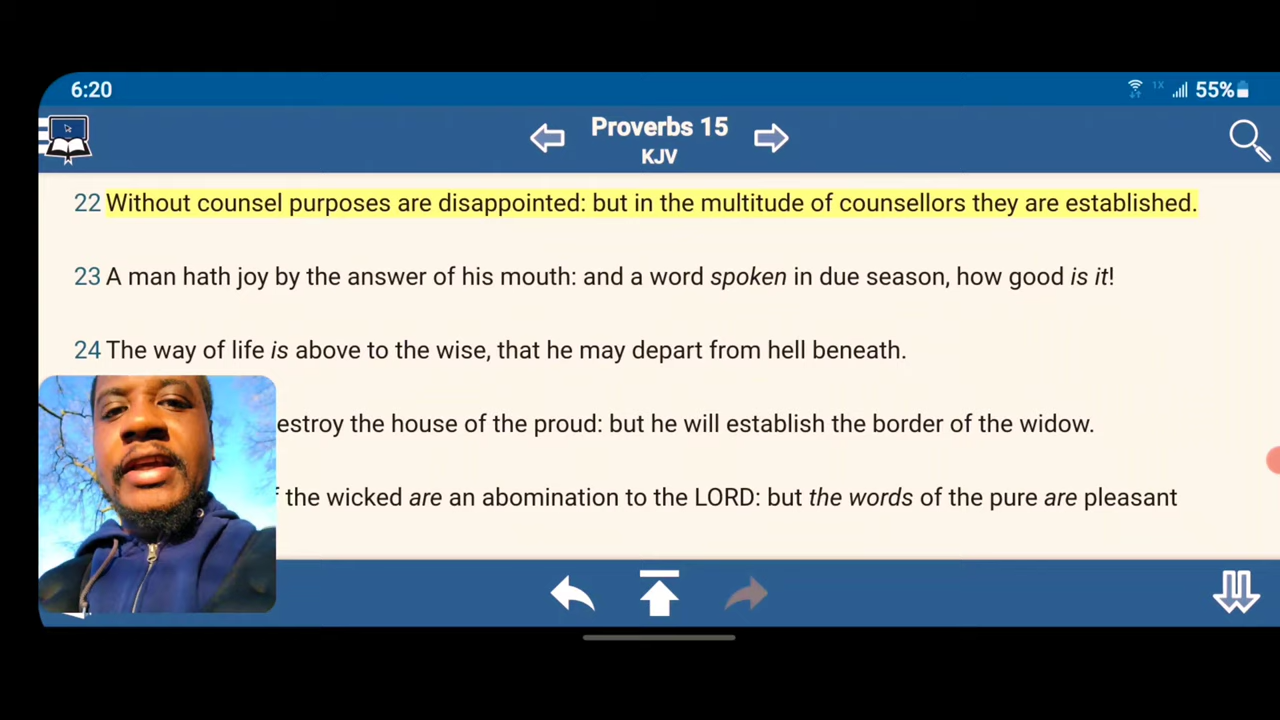 6:20
1X
55%
Proverbs 15
KJV
22 Without counsel purposes are disappointed: but in the multitude of counsellors they are established.
23 A man hath joy by the answer of his mouth: and a word spoken in due season, how good is it!
24 The way of life is above to the wise, that he may depart from hell beneath.
estroy the house of the proud: but he will establish the border of the widow.
the wicked are an abomination to the LORD: but the words of the pure are pleasant